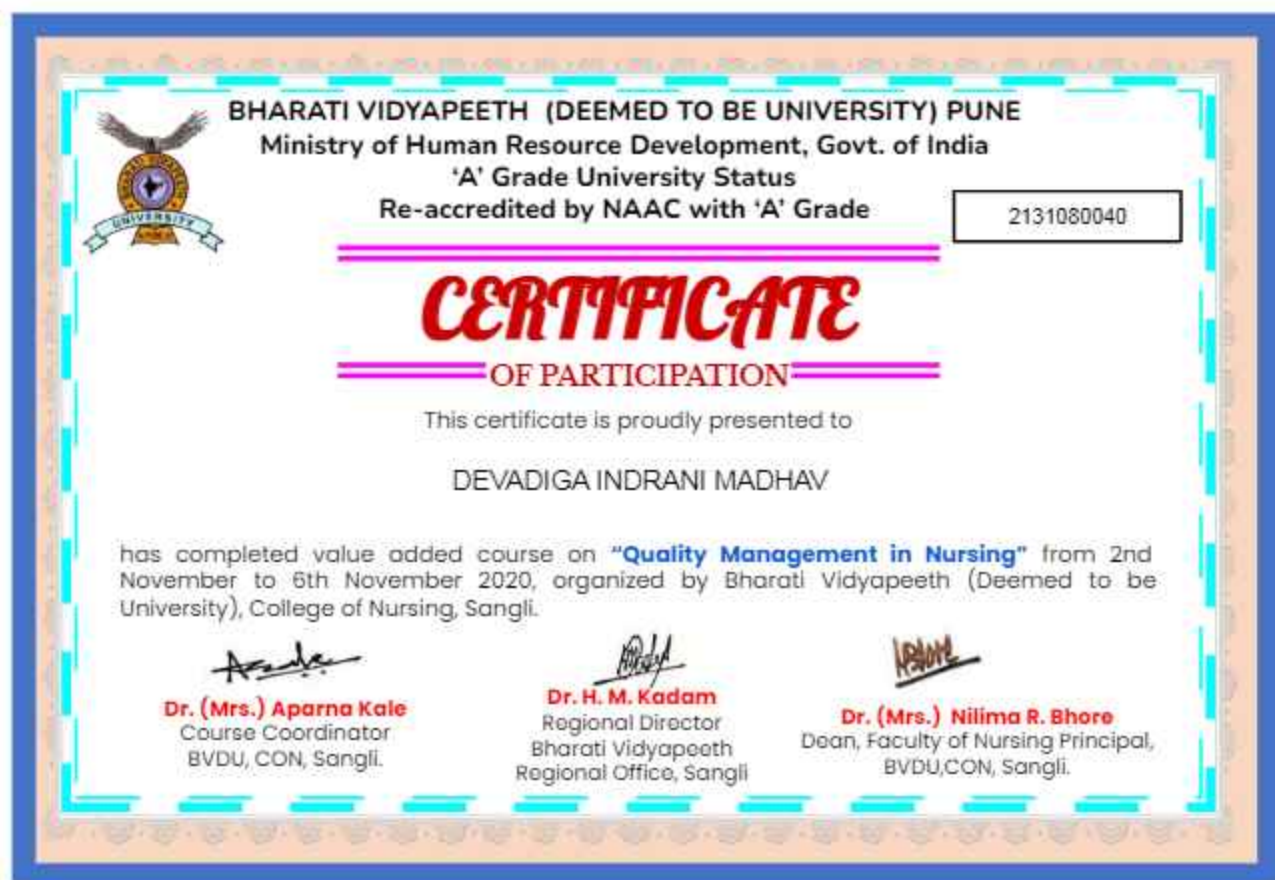 BHARATI VIDYAPEETH (DEEMED TO BE UNIVERSITY) PUNE
Ministry of Human Resource Development, Govt. of India
‘A’ Grade University Status
Re-accredited by NAAC with ‘A’ Grade
2131080040
BHARATI VIDYAPEETH
UNIVERSITY
CERTIFICATE
OF PARTICIPATION
This certificate is proudly presented to
DEVADIGA INDRANI MADHAV
has completed value added course on “Quality Management in Nursing” from 2nd
November to 6th November 2020, organized by Bharati Vidyapeeth (Deemed to be
University), College of Nursing, Sangli.
Dr. (Mrs.) Aparna Kale
Course Coordinator
BVDU, CON, Sangli.
Dr. H. M. Kadam
Regional Director
Bharati Vidyapeeth
Regional Office, Sangli
Dr. (Mrs.) Nilima R. Bhore
Dean, Faculty of Nursing Principal,
BVDU,CON, Sangli.